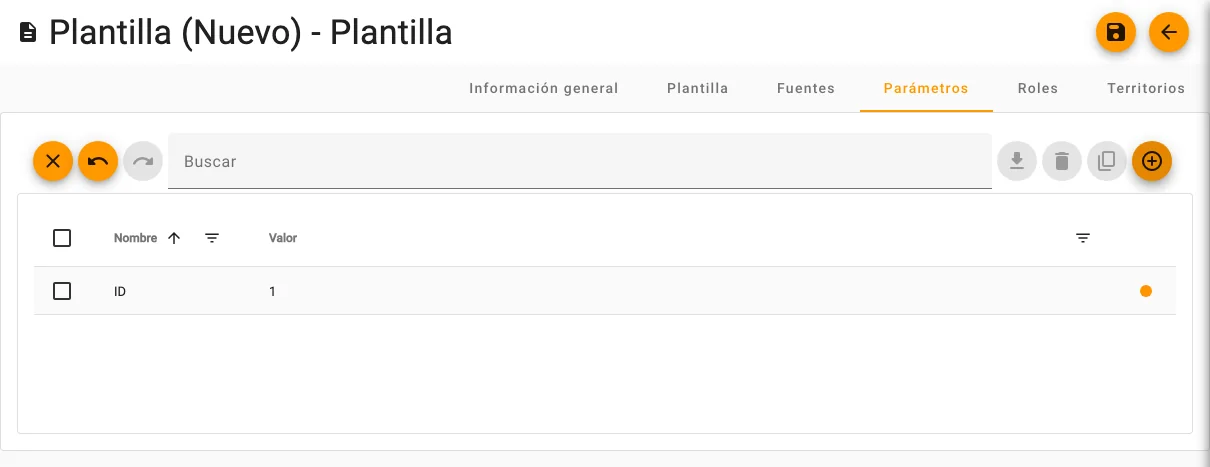 Plantilla (Nuevo) - Plantilla
Información general Plantilla Fuentes Parámetros Roles Territorios
Buscar
Nombre Valor
ID 1